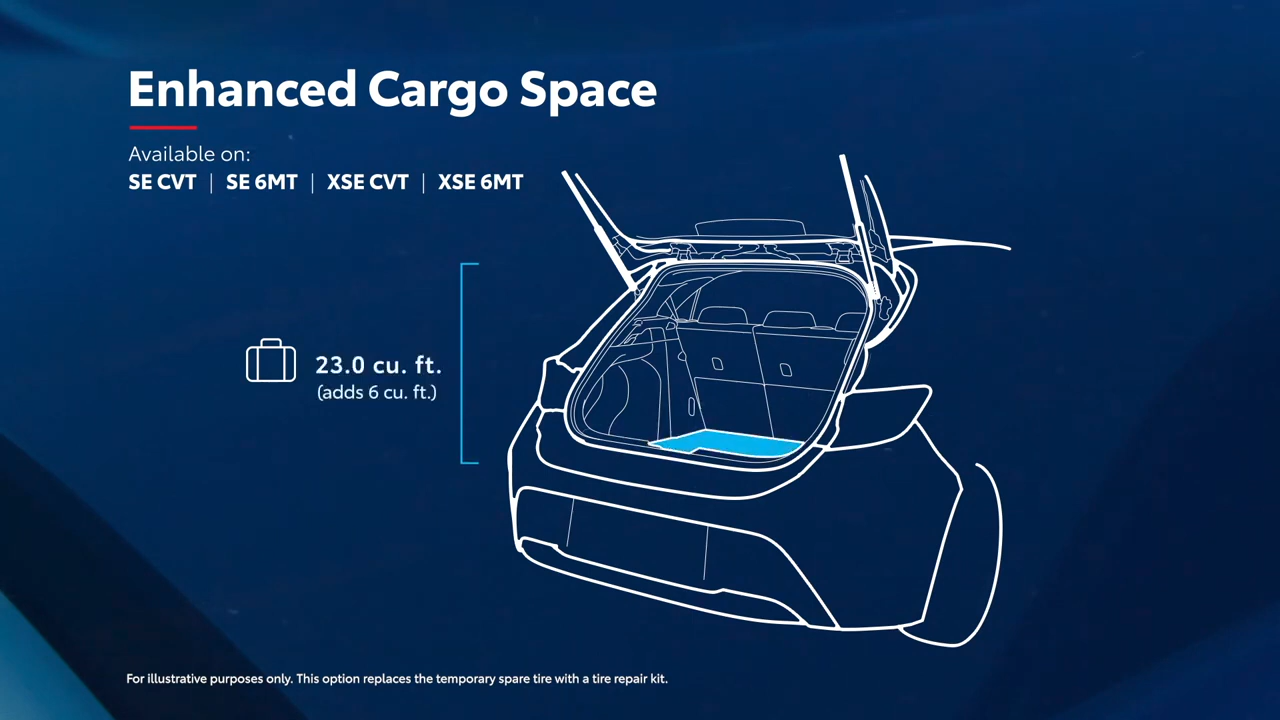 Enhanced Cargo Space
Available on:
SE CVT | SE 6MT | XSE CVT | XSE 6MT
23.0 cu. ft.
(adds 6 cu. ft.)
For illustrative purposes only. This option replaces the temporary spare tire with a tire repair kit.